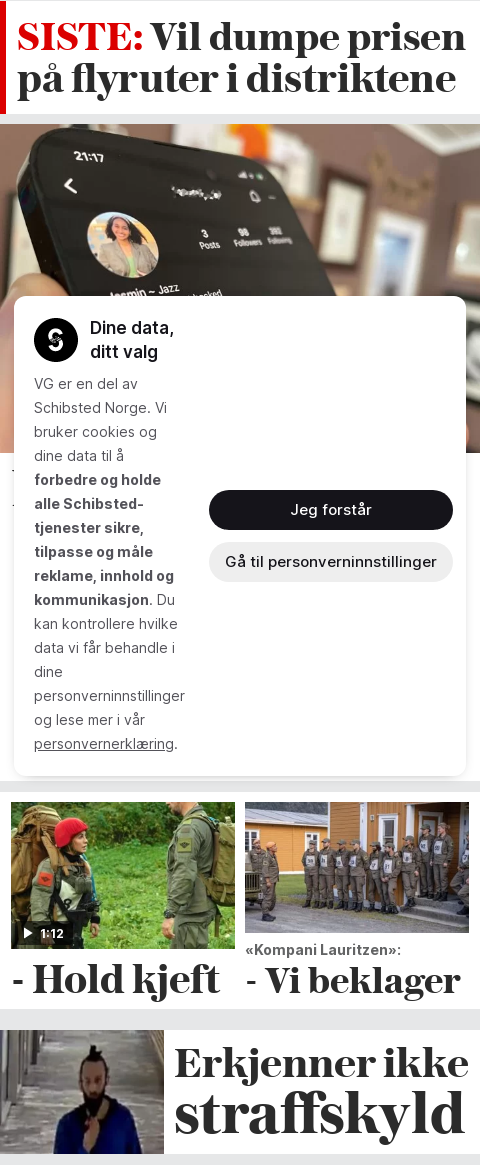 SISTE: Vil dumpe prisen
på flyruter i distriktene
21:17
3
98
Posts
Followers
Following
Jasmin ~ Jazz
Dine data,
ditt valg
VG er en del av
Schibsted Norge. Vi
bruker cookies og
dine data til å
forbedre og holde
alle Schibsted-
tjenester sikre,
tilpasse og måle
reklame, innhold og
kommunikasjon. Du
kan kontrollere hvilke
data vi får behandle i
dine
personverninnstillinger
og lese mer i vår
personvernerklæring.
Jeg forstår
Gå til personverninnstillinger
1:12
- Hold kjeft
«Kompani Lauritzen»:
- Vi beklager
Erkjenner ikke
straffskyld